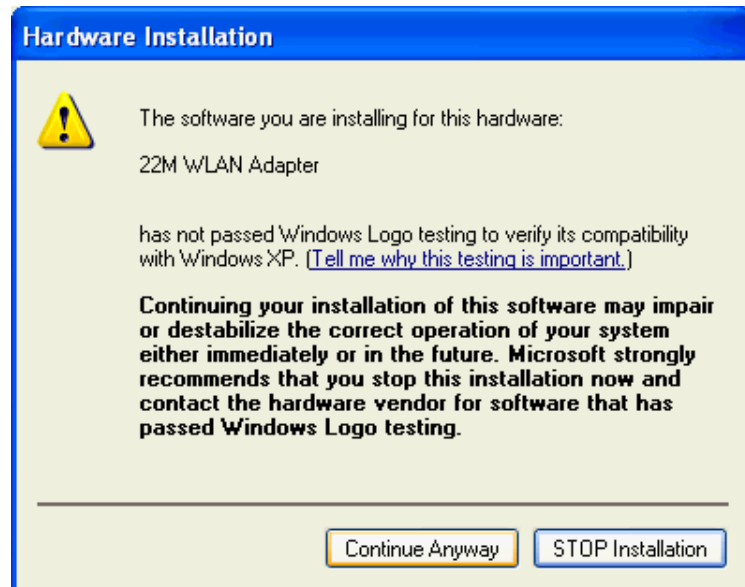 Hardware Installation
The software you are installing for this hardware:
22M WLAN Adapter
has not passed Windows Logo testing to verify its compatibility
with Windows XP. (Tell me why this testing is important.)
Continuing your installation of this software may impair
or destabilize the correct operation of your system
either immediately or in the future. Microsoft strongly
recommends that you stop this installation now and
contact the hardware vendor for software that has
passed Windows Logo testing.
Continue Anyway
STOP Installation